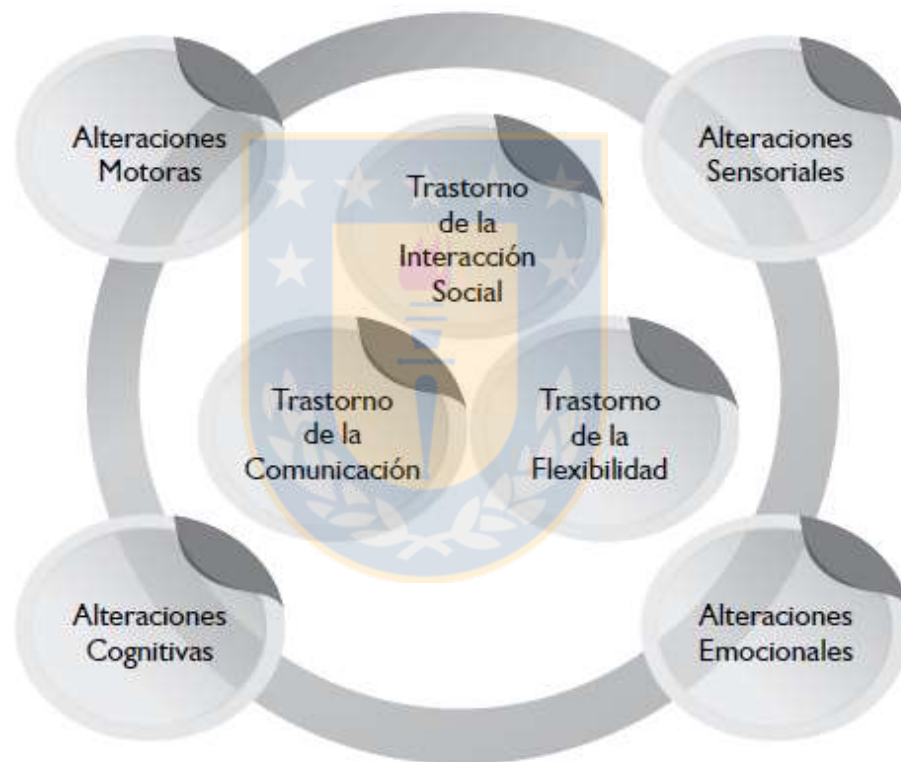 Alteraciones
Motoras
Alteraciones
Sensoriales
Trastorno
de la
Interacción
Social
Trastorno
de la
Comunicación
Trastorno
de la
Flexibilidad
Alteraciones
Cognitivas
Alteraciones
Emocionales